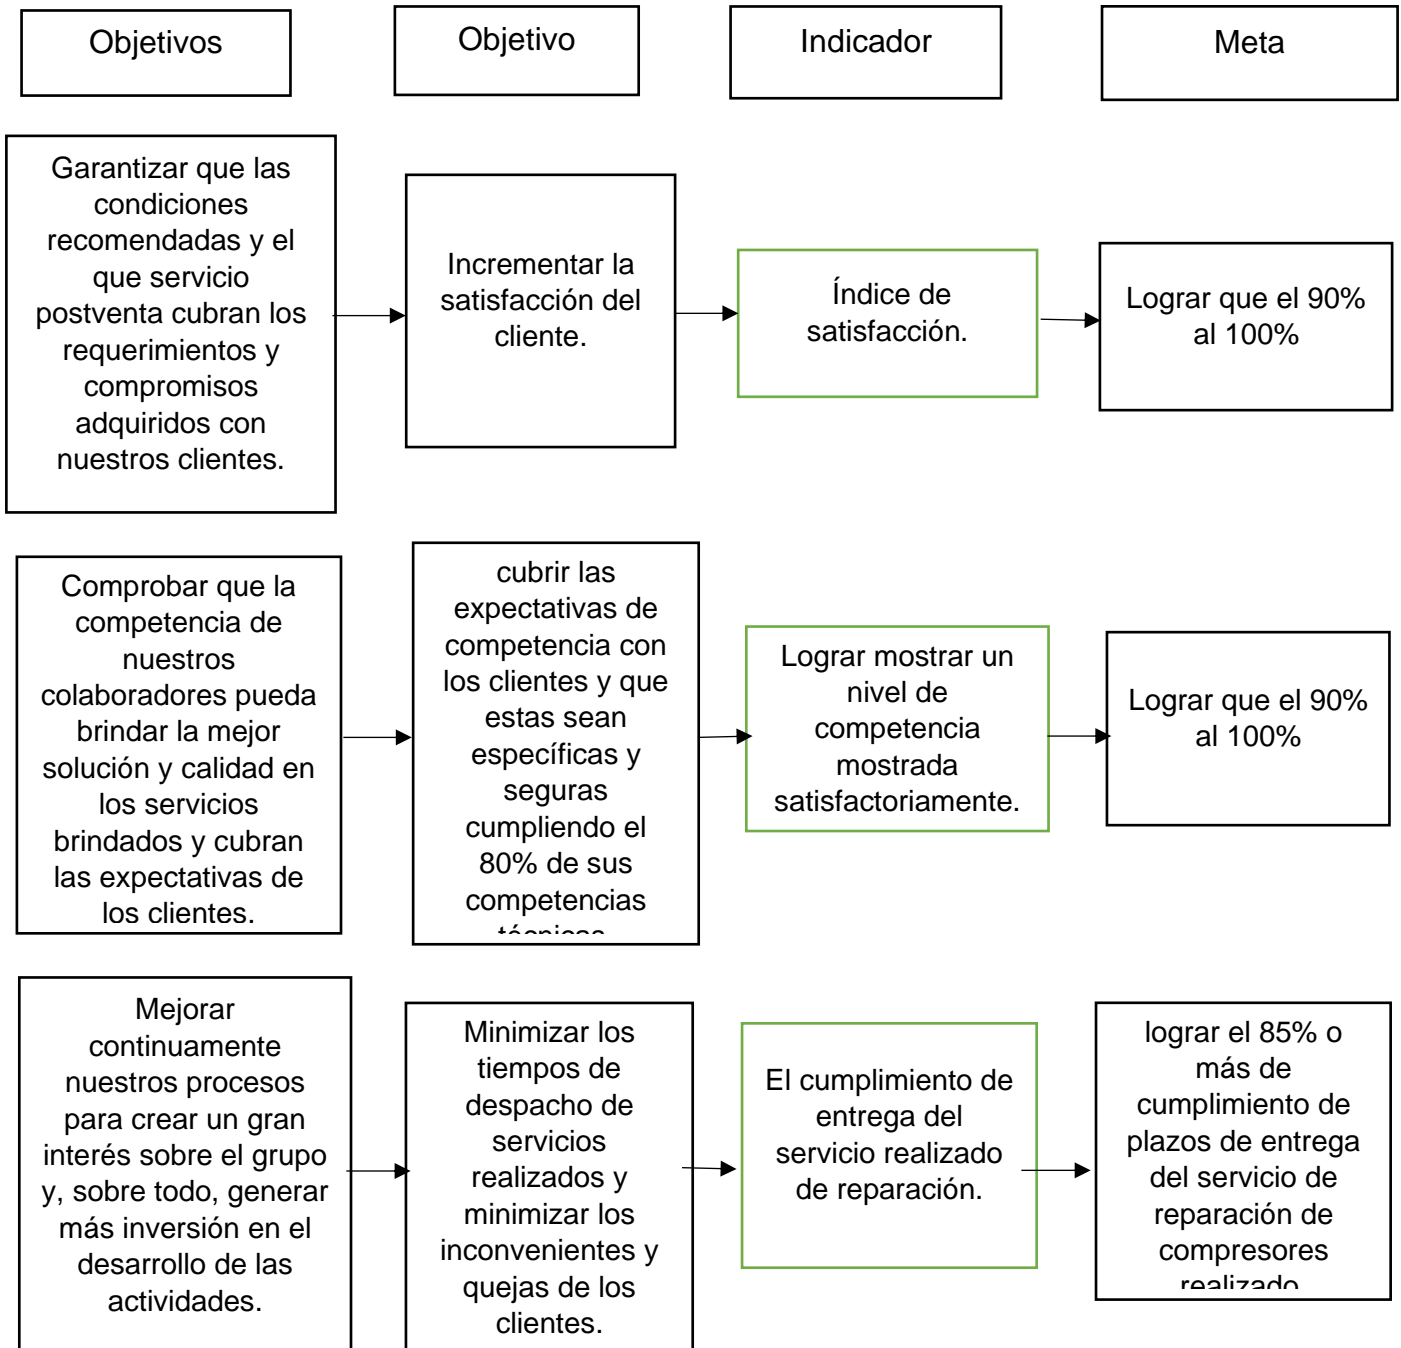 Objetivos
Objetivo
Indicador
Meta
Garantizar que las
condiciones
recomendadas y el
que servicio
postventa cubran los
requerimientos y
compromisos
adquiridos con
nuestros clientes.
Incrementar la
satisfacción del
cliente.
Índice de
satisfacción.
Lograr que el 90%
al 100%
Comprobar que la
competencia de
nuestros
colaboradores pueda
brindar la mejor
solución y calidad en
los servicios
brindados y cubran
las expectativas de
los clientes.
cubrir las
expectativas de
competencia con
los clientes y que
estas sean
específicas y
seguras
cumpliendo el
80% de sus
competencias
técnicas
Lograr mostrar un
nivel de
competencia
mostrada
satisfactoriamente.
Lograr que el 90%
al 100%
Mejorar
continuamente
nuestros procesos
para crear un gran
interés sobre el grupo
y, sobre todo, generar
más inversión en el
desarrollo de las
actividades.
Minimizar los
tiempos de
despacho de
servicios
realizados y
minimizar los
inconvenientes y
quejas de los
clientes.
El cumplimiento de
entrega del
servicio realizado
de reparación.
lograr el 85% o
más de
cumplimiento de
plazos de entrega
del servicio de
reparación de
compresores
realizado